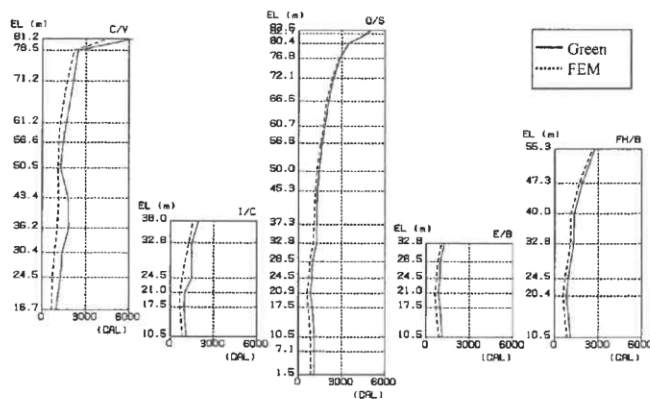 EL (m)
C/V
81.2
78.5
71.2
61.2
56.6
50.5
43.4
36.2
30.4
24.5
16.7
0 3000 6000
(GAL)
EL (m)
I/C
38.0
32.8
24.5
21.0
17.5
10.5
0 3000 6000
(GAL)
EL (m)
O/S
80.4
76.8
72.1
66.6
60.7
56.6
50.0
45.3
37.3
32.8
24.5
20.9
17.5
10.5
7.1
1.5
0 3000 6000
(GAL)
EL (m)
E/B
32.8
24.5
21.0
17.5
10.5
0 3000 6000
(GAL)
Green
FEM
EL (m)
FH/B
55.3
47.3
40.0
32.8
24.5
20.4
10.5
0 3000 6000
(GAL)